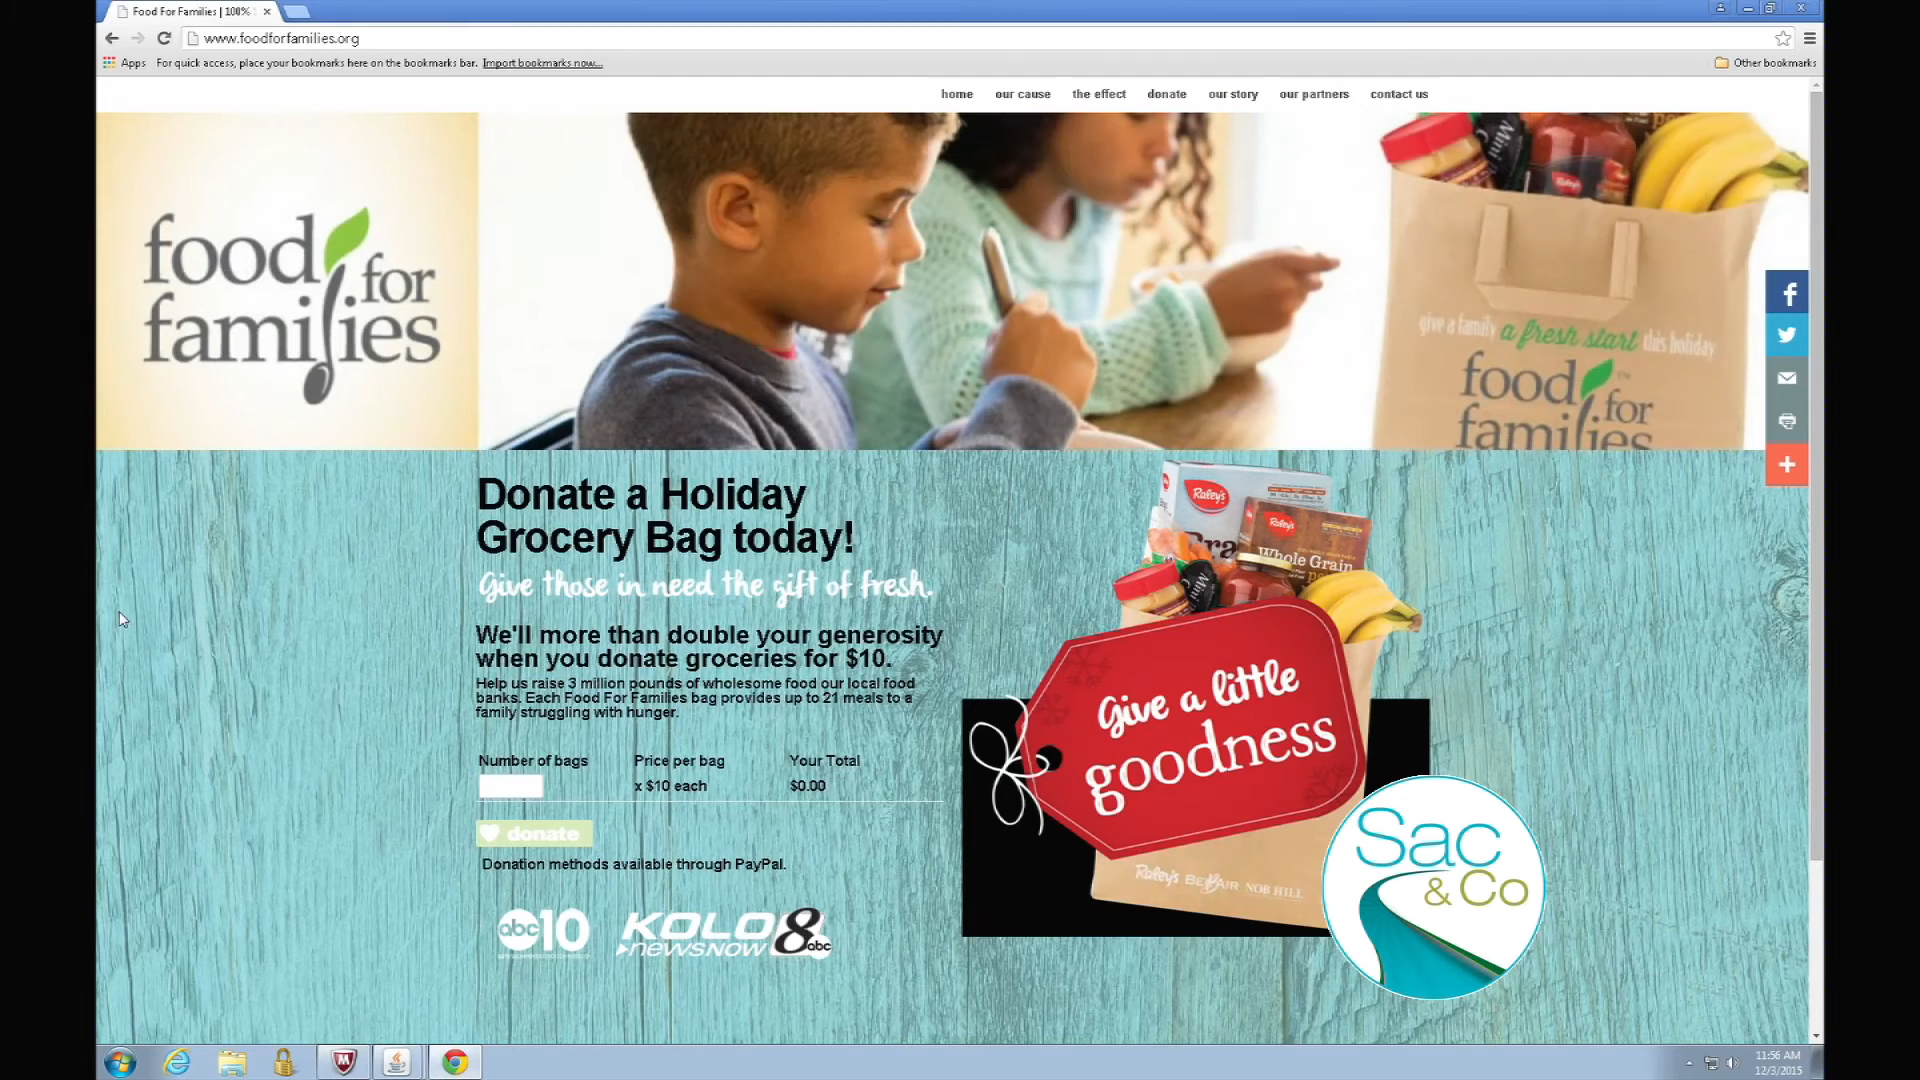 Food For Families | 100%
www.foodforfamilies.org
Apps For quick access, place your bookmarks here on the bookmarks bar. Import bookmarks now... Other bookmarks
home our cause the effect donate our story our partners contact us
food for
families
Mini
Raley's
give a family a fresh start this holiday
food for
families
TM
Donate a Holiday
Grocery Bag today!
Give those in need the gift of fresh.
We'll more than double your generosity
when you donate groceries for $10.
Help us raise 3 million pounds of wholesome food our local food
banks. Each Food For Families bag provides up to 21 meals to a
family struggling with hunger.
Number of bags Price per bag Your Total
x $10 each $0.00
donate
Donation methods available through PayPal.
abc10
KOLO 8
newsnow abc
Raley's
Raley's
Bra
Whole Grain
Mini
Give a little
goodness
Raley's BELAIR NOB HILL
Sac
& Co
11:56 AM
12/3/2015